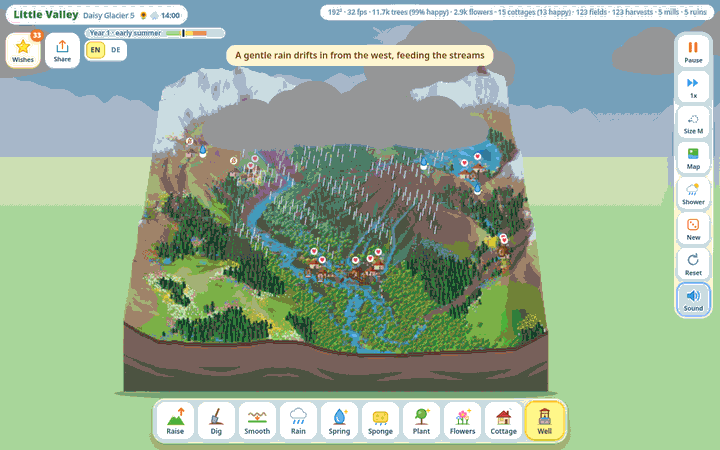 Little Valley
Daisy Glacier 5
14:00
192² · 32 fps · 11.7k trees (99% happy) · 2.9k flowers · 15 cottages (13 happy) · 123 fields · 123 harvests · 5 mills · 5 ruins
Year 1 · early summer
33
Wishes
Share
EN
DE
A gentle rain drifts in from the west, feeding the streams
Pause
1x
Size M
Map
Shower
New
Reset
Sound
Raise
Dig
Smooth
Rain
Spring
Sponge
Plant
Flowers
Cottage
Well